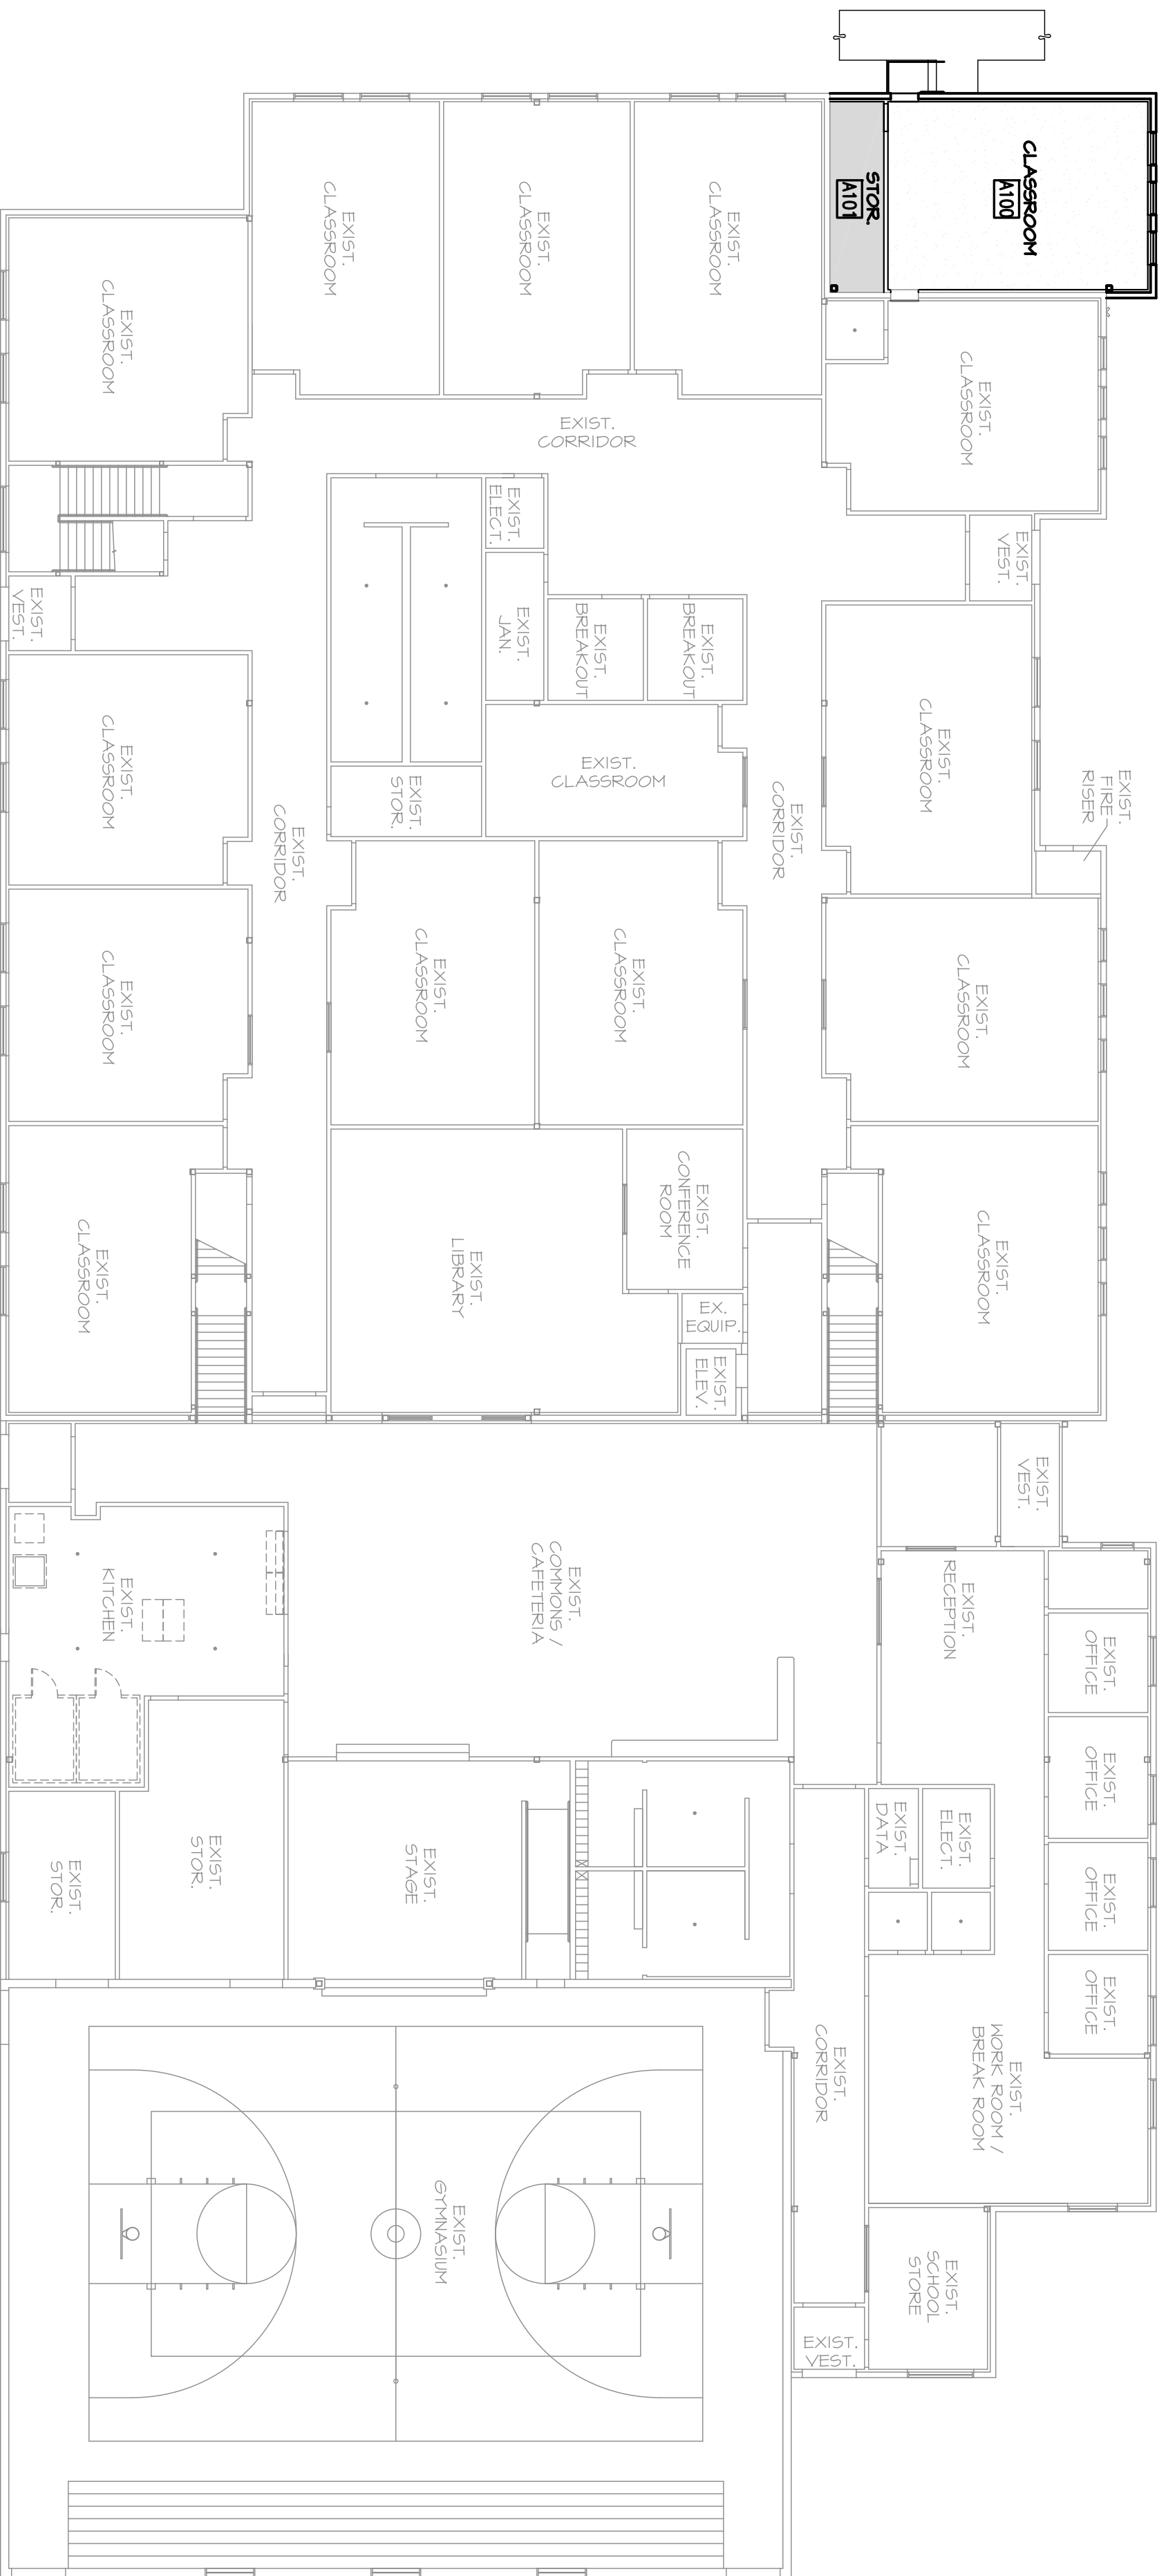 CLASSROOM
A100
STOR.
A101
EXIST.
CLASSROOM
EXIST.
CLASSROOM
EXIST.
CLASSROOM
EXIST.
CLASSROOM
EXIST.
CLASSROOM
EXIST.
CORRIDOR
EXIST.
ELECT.
EXIST.
VEST.
EXIST.
VEST.
EXIST.
JAN.
EXIST.
BREAKOUT
EXIST.
BREAKOUT
EXIST.
CLASSROOM
EXIST.
CLASSROOM
EXIST.
STOR.
EXIST.
CLASSROOM
EXIST.
CORRIDOR
EXIST.
CORRIDOR
EXIST.
FIRE
RISER
EXIST.
CLASSROOM
EXIST.
CLASSROOM
EXIST.
CLASSROOM
EXIST.
CLASSROOM
EXIST.
CLASSROOM
EXIST.
LIBRARY
EXIST.
CONFERENCE
ROOM
EXIST.
CLASSROOM
EX.
EQUIP.
EXIST.
ELEV.
EXIST.
VEST.
EXIST.
KITCHEN
EXIST.
COMMONS /
CAFETERIA
EXIST.
RECEPTION
EXIST.
OFFICE
EXIST.
OFFICE
EXIST.
OFFICE
EXIST.
OFFICE
EXIST.
DATA
EXIST.
ELECT.
EXIST.
STOR.
EXIST.
STOR.
EXIST.
STAGE
EXIST.
CORRIDOR
EXIST.
WORK ROOM /
BREAK ROOM
EXIST.
GYMNASIUM
EXIST.
SCHOOL
STORE
EXIST.
VEST.